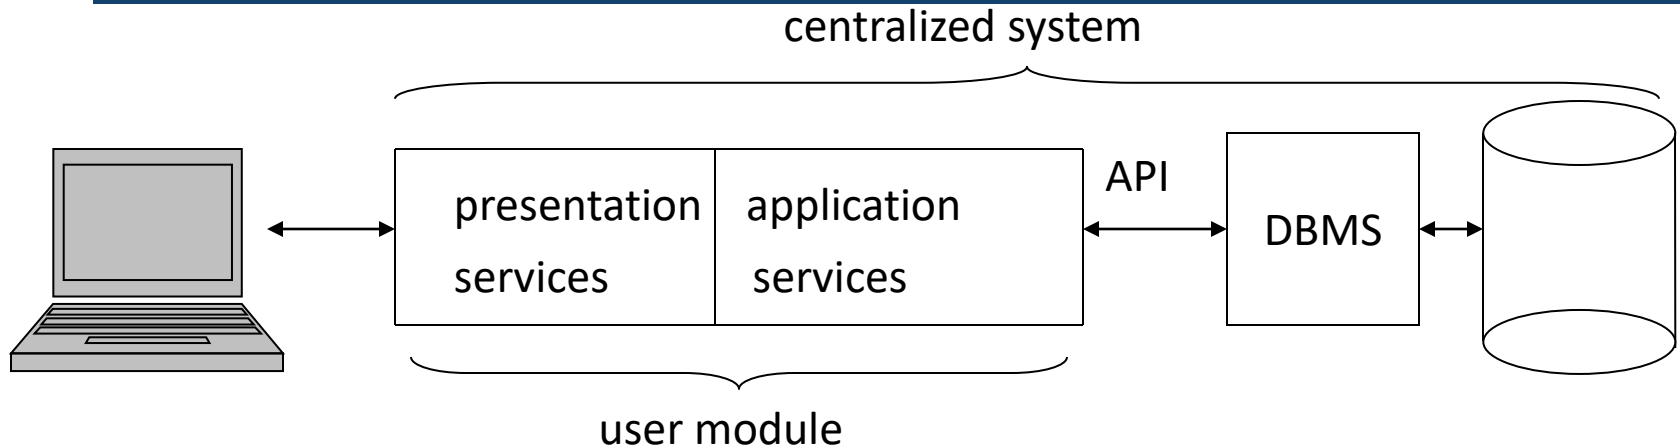 centralized system
presentation services
application services
API
DBMS
user module